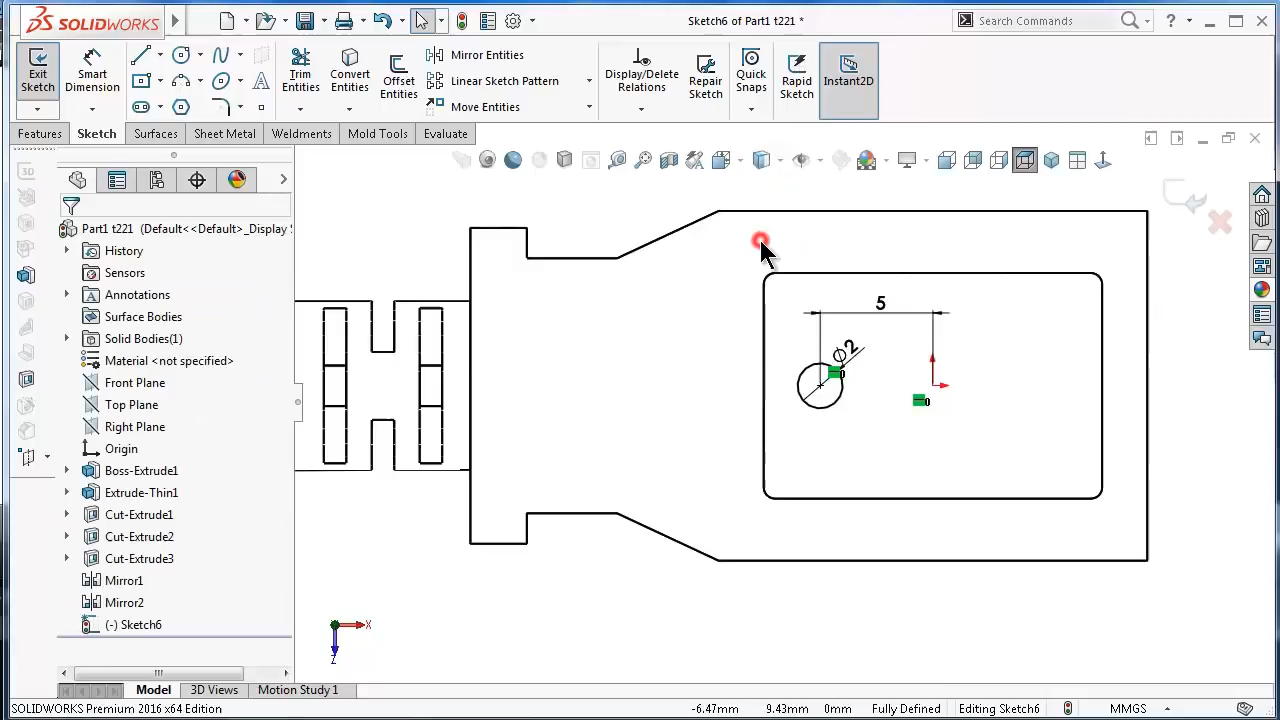 SOLIDWORKS
Sketch6 of Part1 t221 *
Search Commands
?
Exit Sketch
Smart Dimension
Trim Entities
Convert Entities
Offset Entities
Mirror Entities
Linear Sketch Pattern
Move Entities
Display/Delete Relations
Repair Sketch
Quick Snaps
Rapid Sketch
Instant2D
Features
Sketch
Surfaces
Sheet Metal
Weldments
Mold Tools
Evaluate
3D
Part1 t221 (Default<<Default>_Display
History
Sensors
Annotations
Surface Bodies
Solid Bodies(1)
Material <not specified>
Front Plane
Top Plane
Right Plane
Origin
Boss-Extrude1
Extrude-Thin1
Cut-Extrude1
Cut-Extrude2
Cut-Extrude3
Mirror1
Mirror2
(-) Sketch6
5
∅2
0
0
X
Z
Model
3D Views
Motion Study 1
SOLIDWORKS Premium 2016 x64 Edition
-6.47mm
9.43mm
0mm
Fully Defined
Editing Sketch6
MMGS